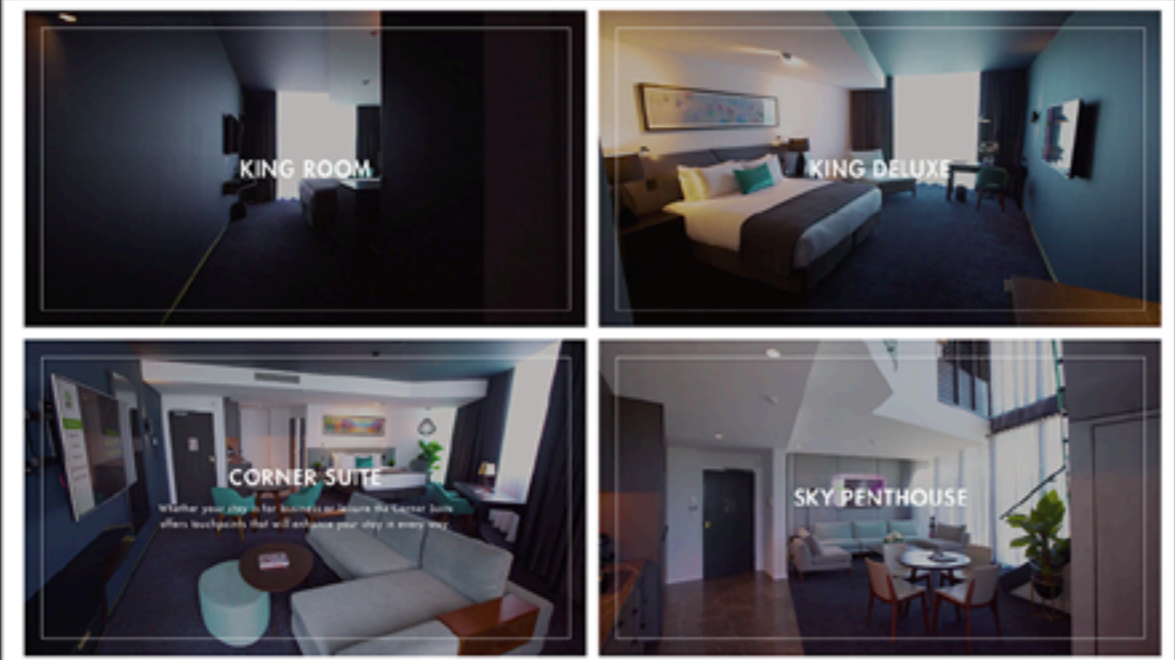 KING ROOM
KING DELUXE
CORNER SUITE
Whether your stay is for business or leisure the Corner Suite
offers touchpoints that will enhance your stay in every way.
SKY PENTHOUSE